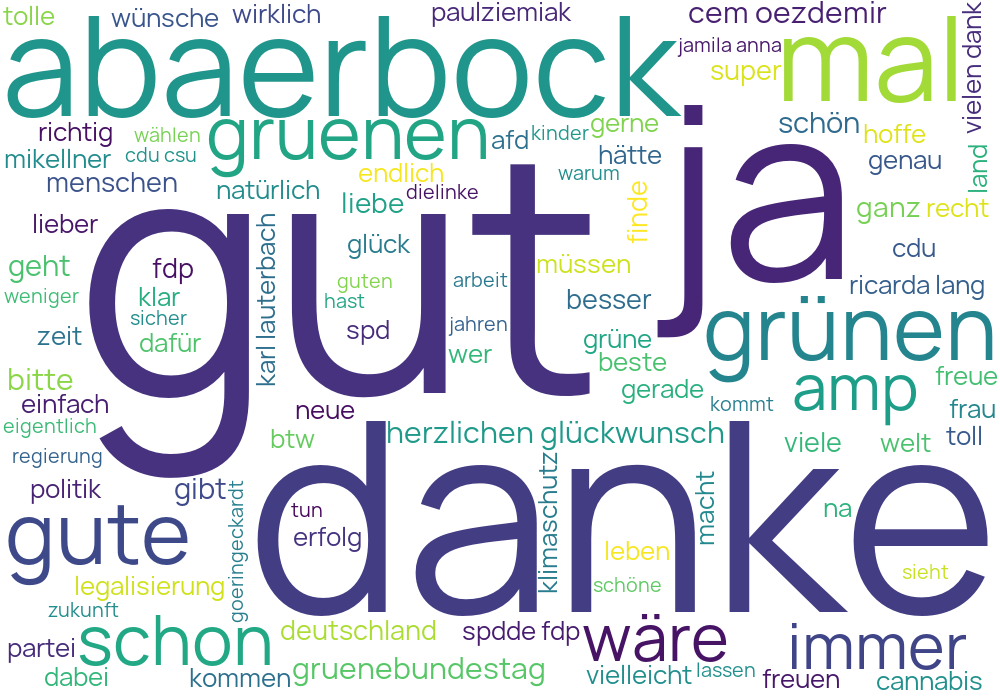 tolle
wünsche
wirklich
paulziemiak
cem oezdemir
abaerbock
jamila anna
super
mal
vielen dank
richtig
wählen
gruenen
afd
kinder
gerne
schön
hoffe
mikellner
cdu csu
hätte
genau
land
menschen
natürlich
endlich
dielinke
warum
ja
lieber
liebe
finde
ganz
recht
gut
karl lauterbach
glück
cdu
geht
fdp
müssen
weniger
klar
guten
arbeit
besser
ricarda lang
sicher
hast
zeit
dafür
spd
jahren
grüne
grünen
wer
beste
bitte
gerade
amp
freue
einfach
neue
kommt
frau
eigentlich
btw
herzlichen glückwunsch
viele
welt
toll
regierung
politik
gibt
goeringeckardt
danke
klimaschutz
macht
gute
tun
erfolg
na
leben
legalisierung
schöne
sieht
zukunft
schon
deutschland
spdde fdp
wäre
immer
partei
dabei
kommen
gruenebundestag
vielleicht
lassen
freuen
cannabis